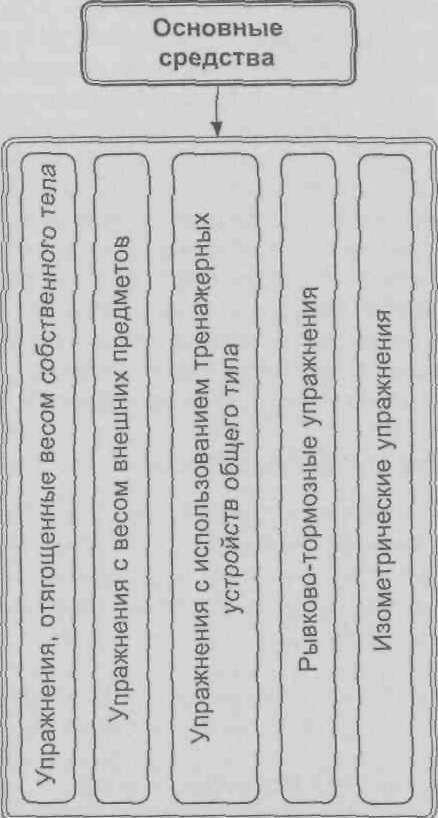 Основные
средства
Упражнения, отягощенные весом собственного тела
Упражнения с весом внешних предметов
Упражнения с использованием тренажерных
устройств общего типа
Рывково-тормозные упражнения
Изометрические упражнения